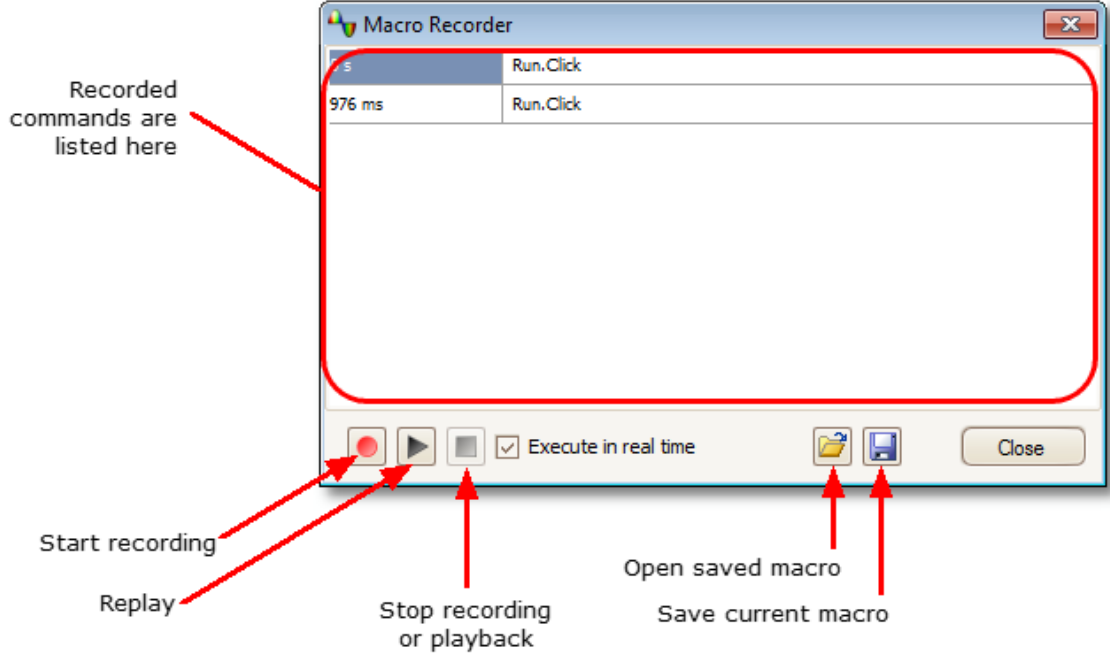 Macro Recorder
s Run.Click
976 ms Run.Click
Recorded
commands are
listed here
Execute in real time
Close
Start recording
Replay
Stop recording
or playback
Open saved macro
Save current macro